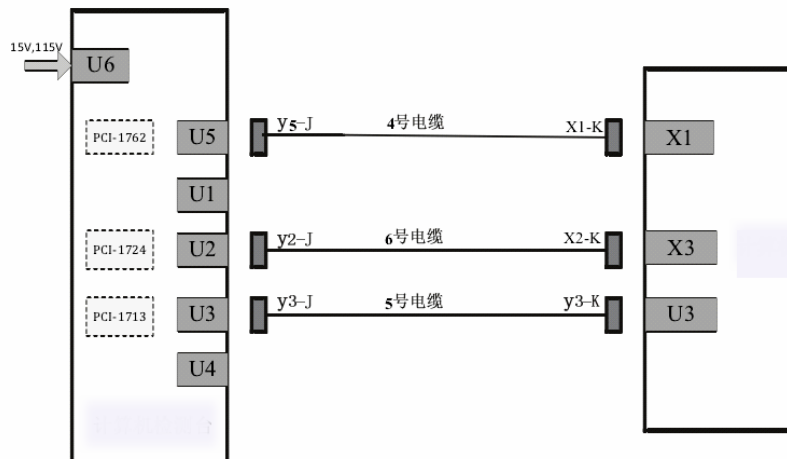 15V,115V
U6
PCI-1762
U5
y5-J
4号电缆
X1-K
X1
U1
PCI-1724
U2
y2-J
6号电缆
X2-K
X3
PCI-1713
U3
y3-J
5号电缆
y3-K
U3
U4